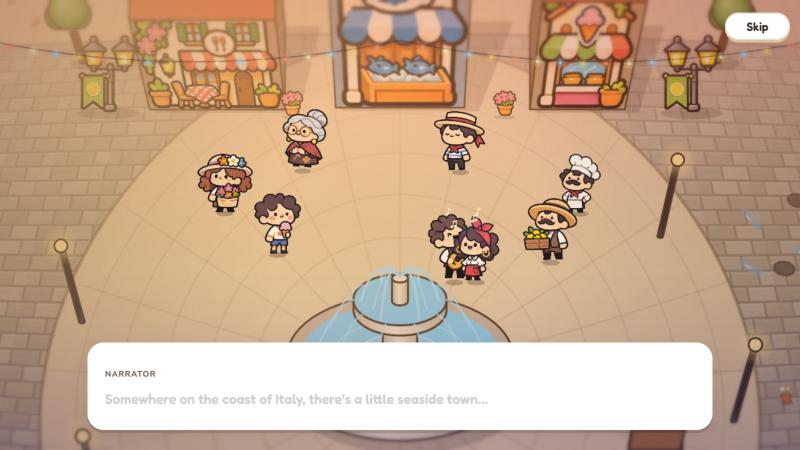 Skip
NARRATOR
Somewhere on the coast of Italy, there's a little seaside town...